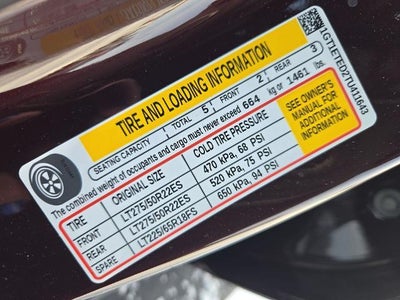 TIRE AND LOADING INFORMATION
SEATING CAPACITY | TOTAL 5 | FRONT 2 | REAR 3
The combined weight of occupants and cargo must never exceed 664 kg or 1461 lbs.
TIRE ORIGINAL SIZE COLD TIRE PRESSURE
FRONT LT275/50R22ES 470 kPa, 68 PSI
REAR LT275/50R22ES 520 kPa, 75 PSI
SPARE LT225/65R18FS 650 kPa, 94 PSI
SEE OWNER'S
MANUAL FOR
ADDITIONAL
INFORMATION
1GT1ETED2TU411643